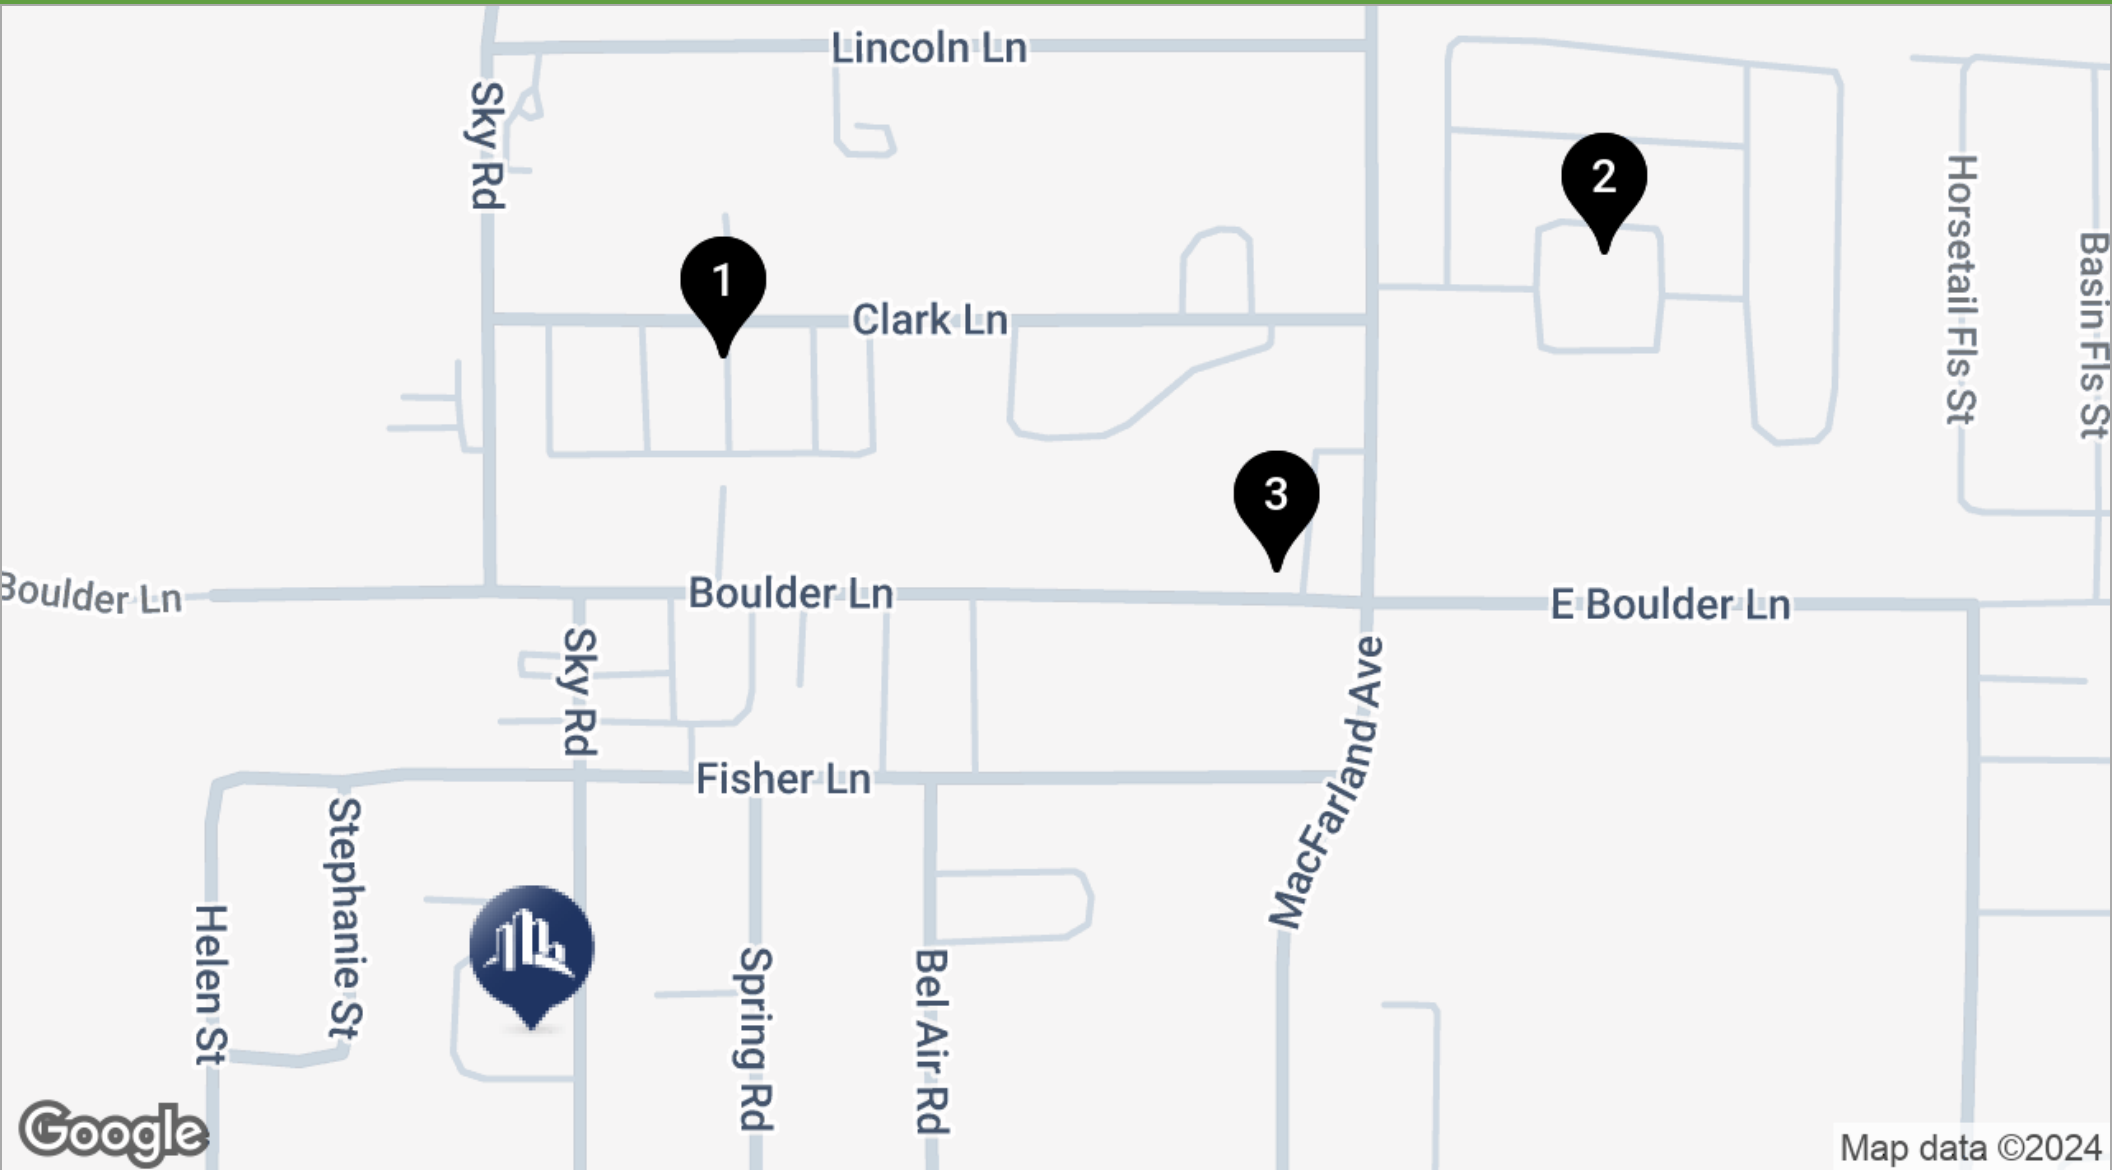 Lincoln Ln
Sky Rd
2
Horsetail Fls St
Basin Fls St
1
Clark Ln
3
Boulder Ln
Boulder Ln
E Boulder Ln
Sky Rd
MacFarland Ave
Fisher Ln
Stephanie St
Helen St
Spring Rd
Bel Air Rd
Google
Map data ©2024